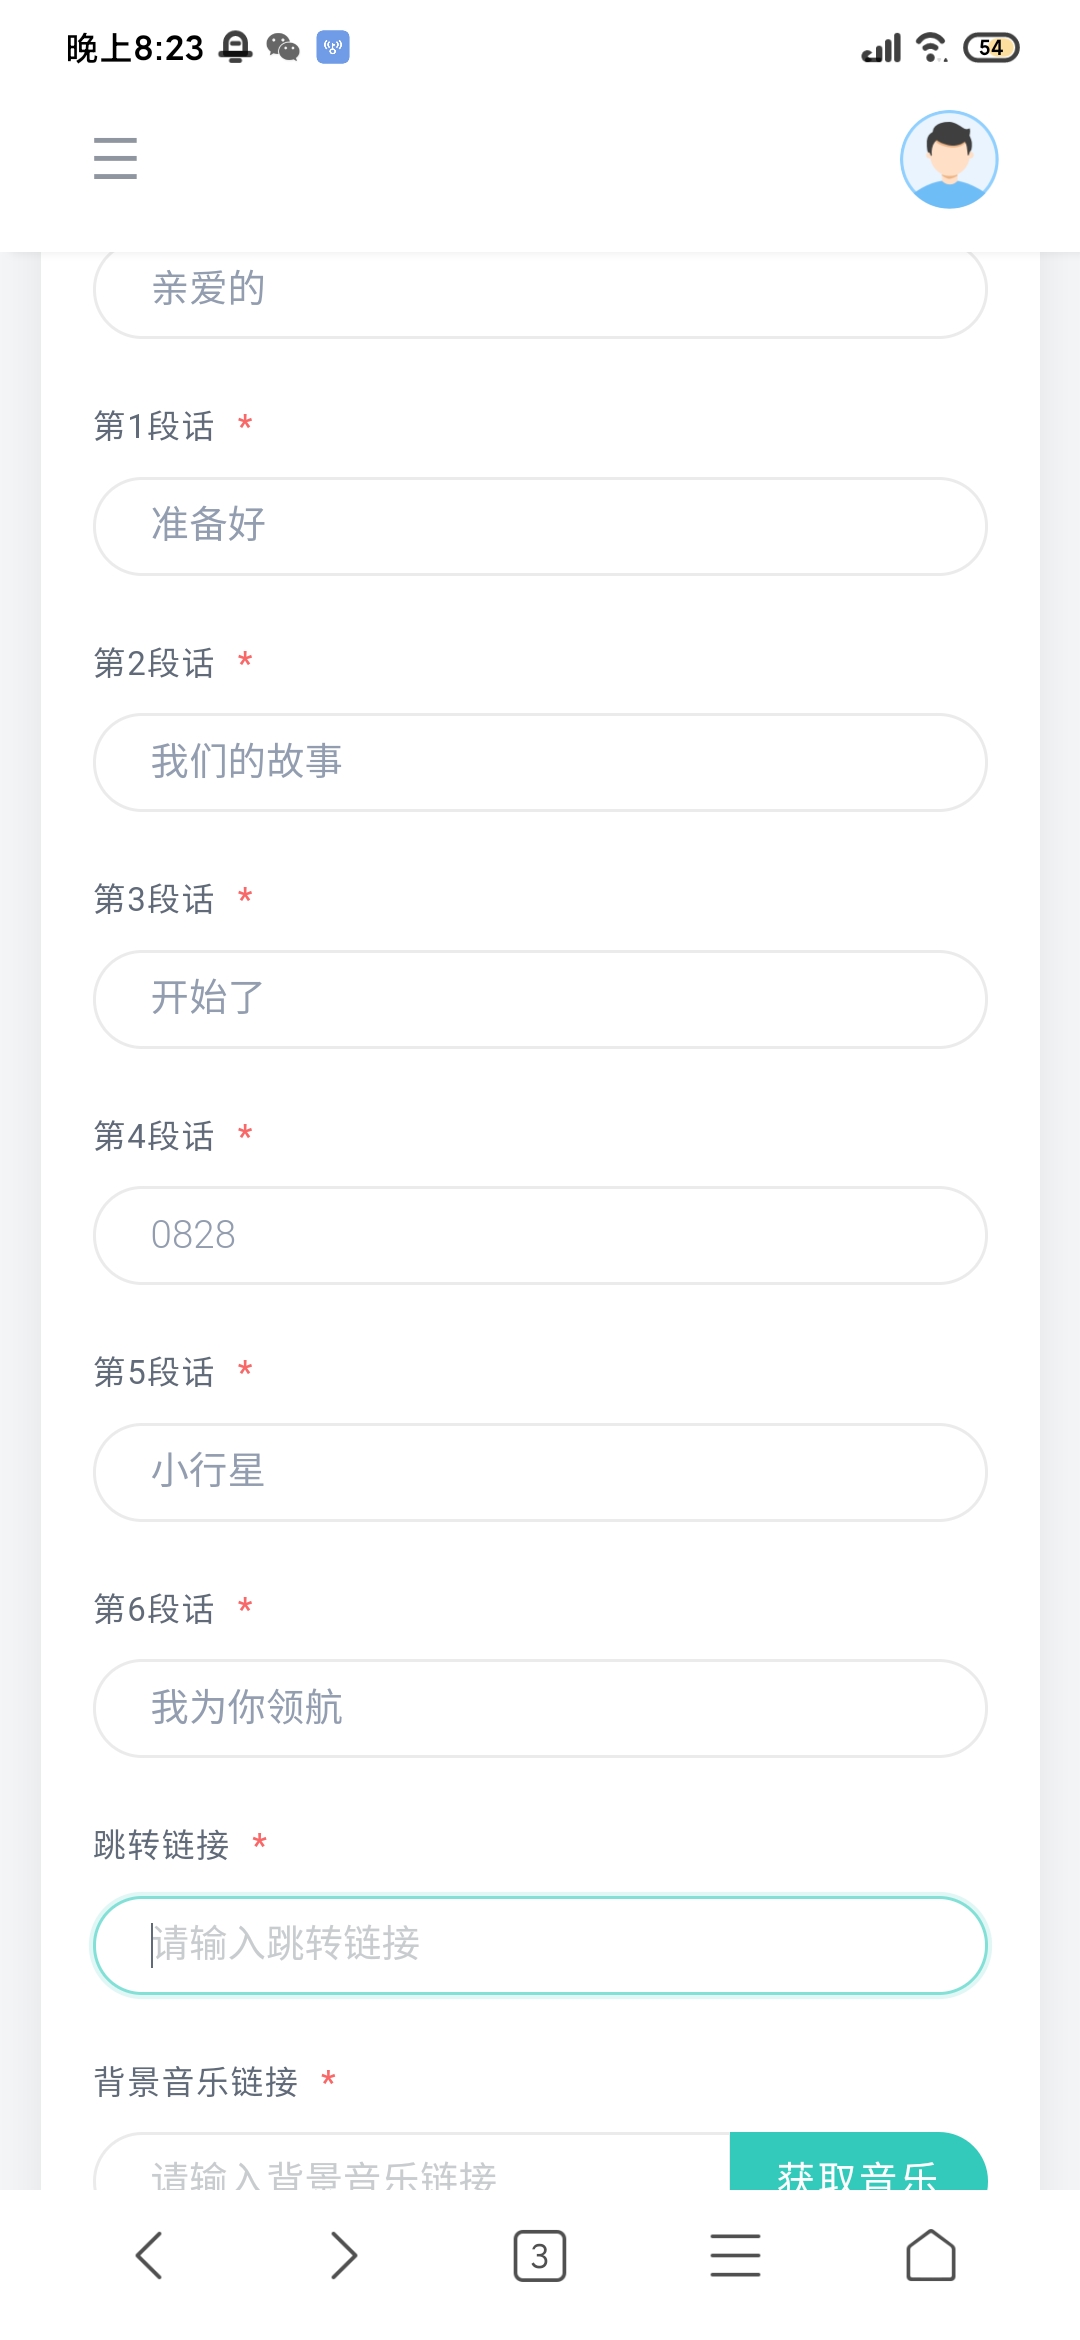 晚上8:23
54
亲爱的
第1段话 *
准备好
第2段话 *
我们的故事
第3段话 *
开始了
第4段话 *
0828
第5段话 *
小行星
第6段话 *
我为你领航
跳转链接 *
请输入跳转链接
背景音乐链接 *
请输入背景音乐链接 获取音乐
3